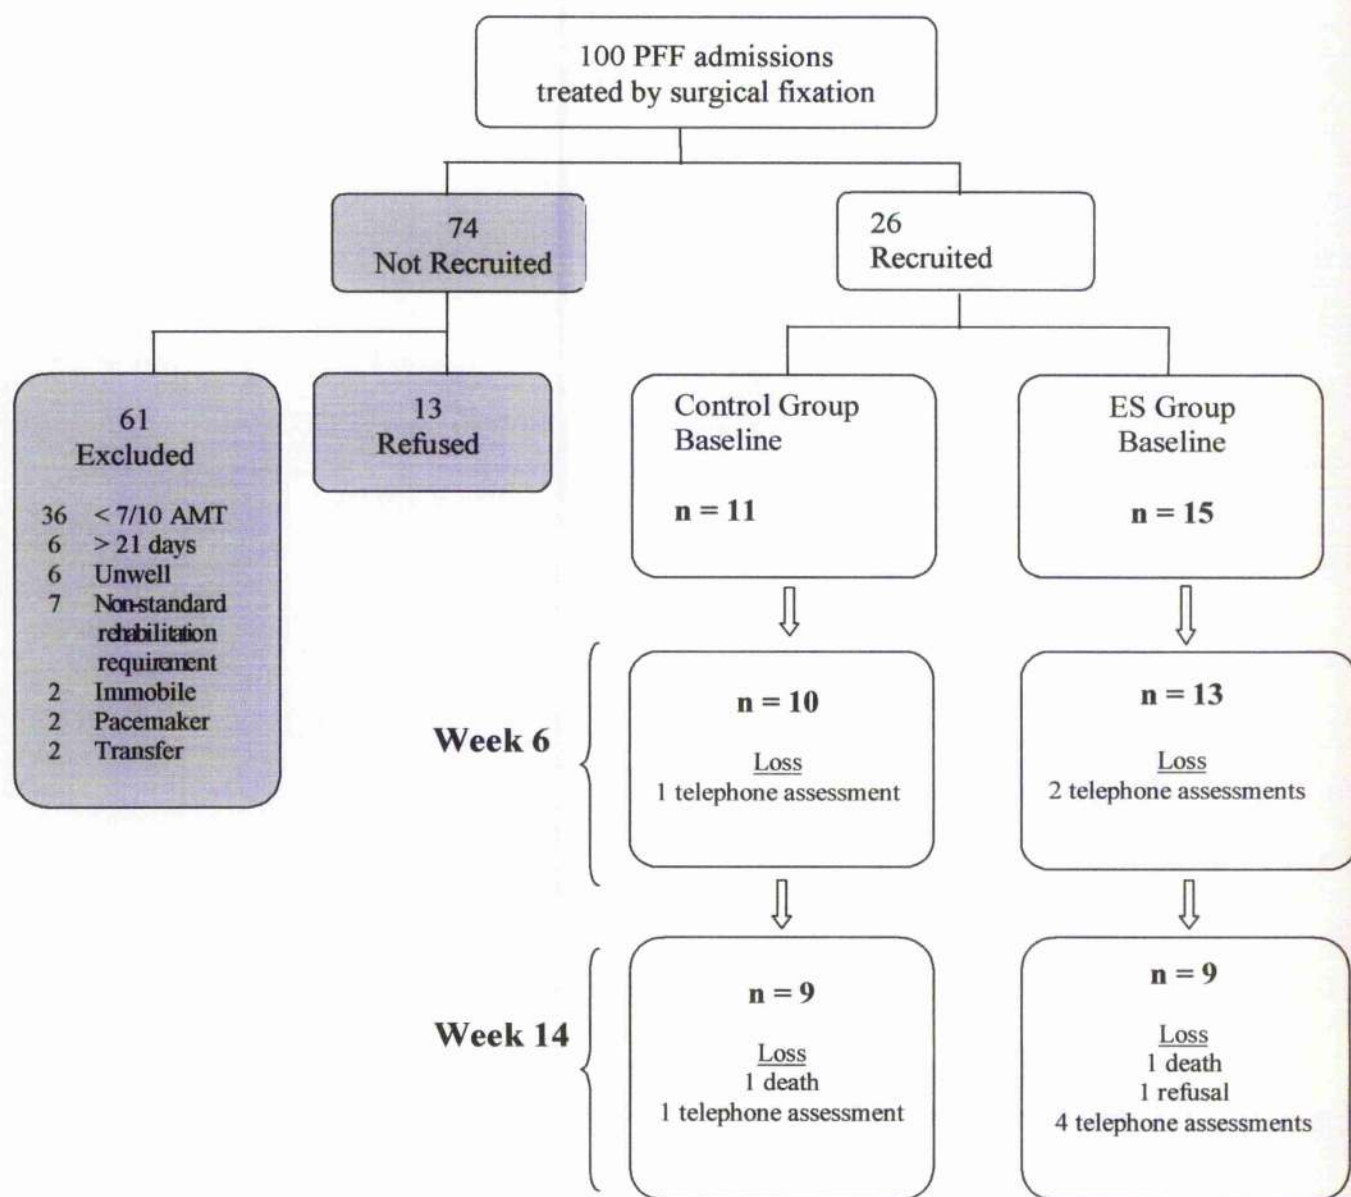 100 PFF admissions
treated by surgical fixation
74
Not Recruited
26
Recruited
61
Excluded
36 < 7/10 AMT
6 > 21 days
6 Unwell
7 Non-standard
rehabilitation
requirement
2 Immobile
2 Pacemaker
2 Transfer
13
Refused
Control Group
Baseline
n = 11
ES Group
Baseline
n = 15
Week 6
n = 10
Loss
1 telephone assessment
n = 13
Loss
2 telephone assessments
Week 14
n = 9
Loss
1 death
1 telephone assessment
n = 9
Loss
1 death
1 refusal
4 telephone assessments